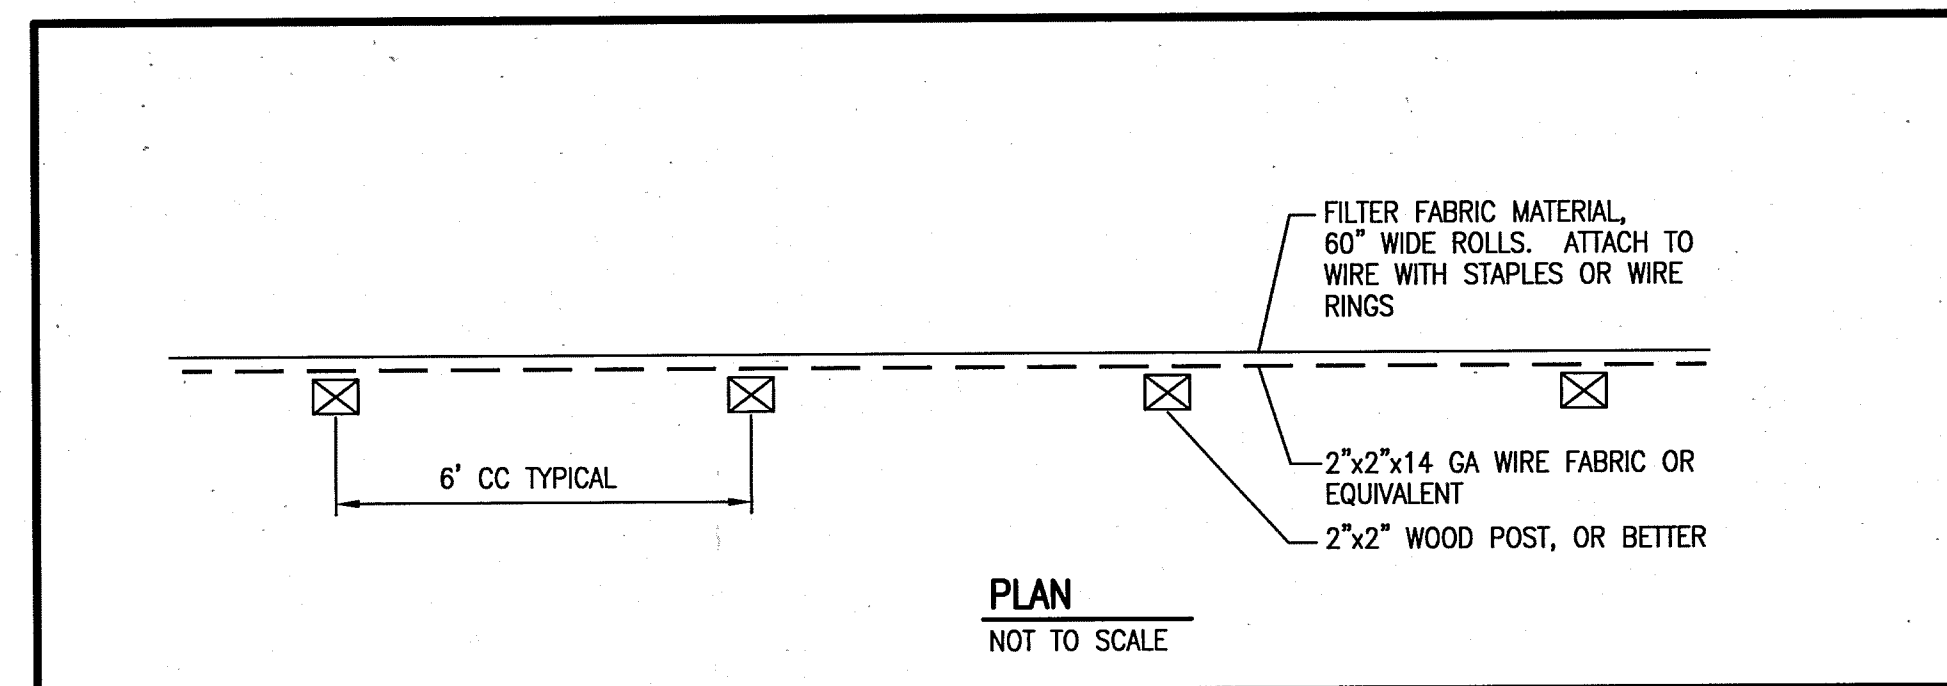 FILTER FABRIC MATERIAL,
60" WIDE ROLLS. ATTACH TO
WIRE WITH STAPLES OR WIRE
RINGS
6' CC TYPICAL
2"x2"x14 GA WIRE FABRIC OR
EQUIVALENT
2"x2" WOOD POST, OR BETTER
PLAN
NOT TO SCALE